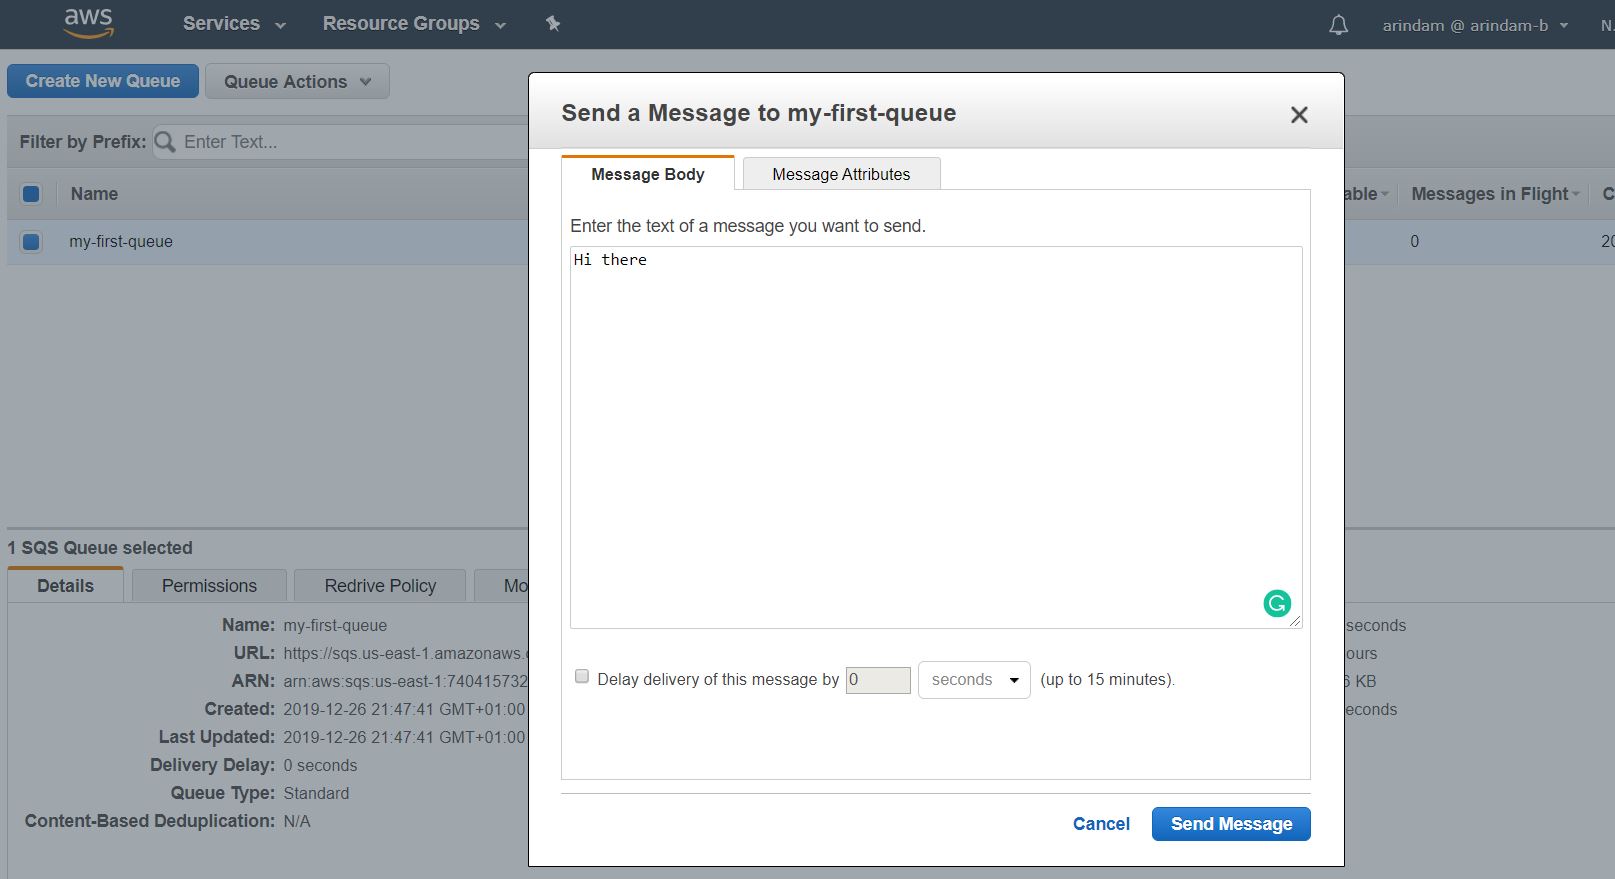 aws Services Resource Groups arindam @ arindam-b N.
Create New Queue Queue Actions
Filter by Prefix: Enter Text...
Name Messages in Flight
my-first-queue 0
Send a Message to my-first-queue
Message Body Message Attributes
Enter the text of a message you want to send.
Hi there
Delay delivery of this message by 0 seconds (up to 15 minutes).
Cancel Send Message
1 SQS Queue selected
Details Permissions Redrive Policy Mo
Name: my-first-queue seconds
URL: https://sqs.us-east-1.amazonaws. ours
ARN: arn:aws:sqs:us-east-1:740415732 KB
Created: 2019-12-26 21:47:41 GMT+01:00 econds
Last Updated: 2019-12-26 21:47:41 GMT+01:00
Delivery Delay: 0 seconds
Queue Type: Standard
Content-Based Deduplication: N/A